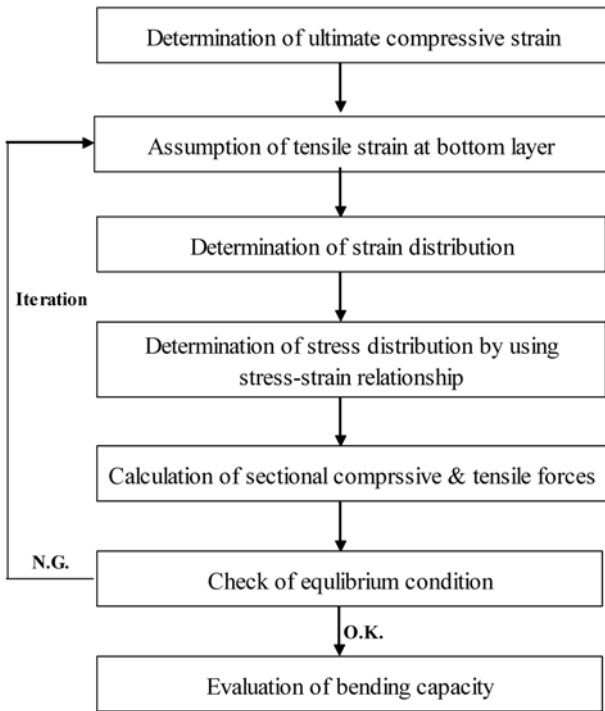 Determination of ultimate compressive strain
Assumption of tensile strain at bottom layer
Determination of strain distribution
Iteration
Determination of stress distribution by using
stress-strain relationship
Calculation of sectional comprssive & tensile forces
N.G.
Check of equlibrium condition
O.K.
Evaluation of bending capacity